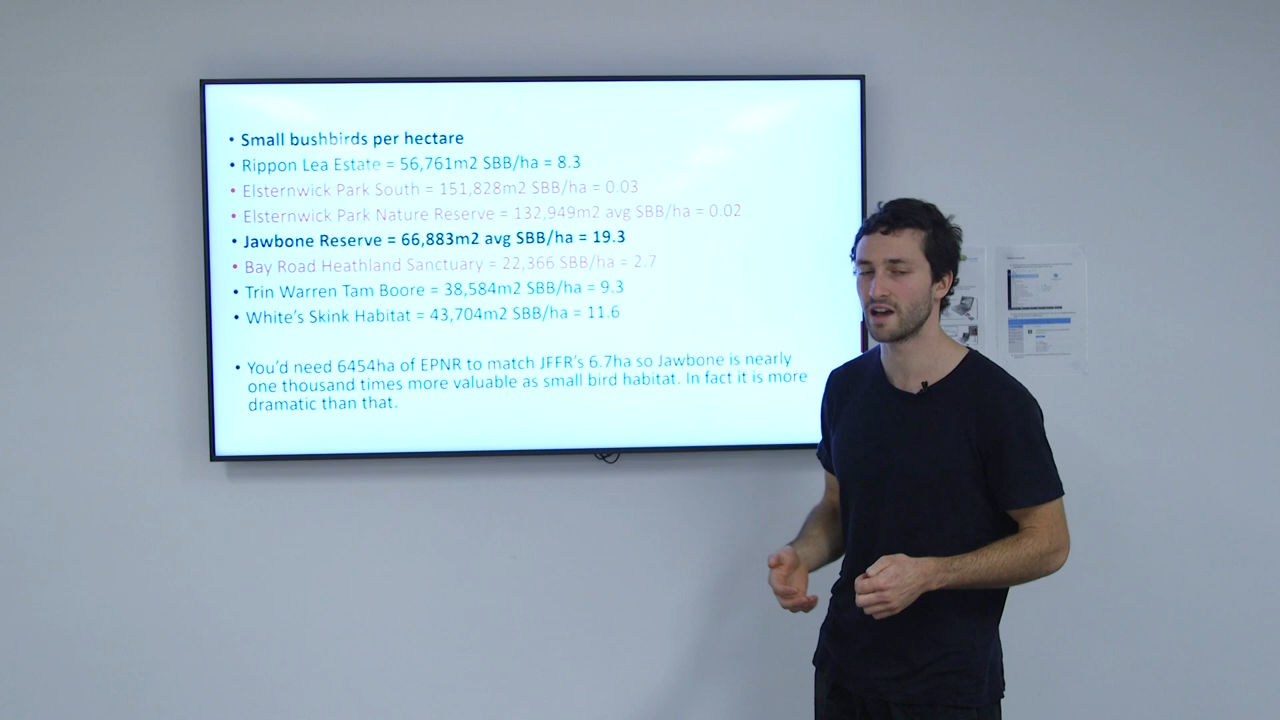 • Small bushbirds per hectare
• Rippon Lea Estate = 56,761m2 SBB/ha = 8.3
• Elsternwick Park South = 151,828m2 SBB/ha = 0.03
• Elsternwick Park Nature Reserve = 132,949m2 avg SBB/ha = 0.02
• Jawbone Reserve = 66,883m2 avg SBB/ha = 19.3
• Bay Road Heathland Sanctuary = 22,366 SBB/ha = 2.7
• Trin Warren Tam Boore = 38,584m2 SBB/ha = 9.3
• White's Skink Habitat = 43,704m2 SBB/ha = 11.6
• You'd need 6454ha of EPNR to match JFFR's 6.7ha so Jawbone is nearly
one thousand times more valuable as small bird habitat. In fact it is more
dramatic than that.